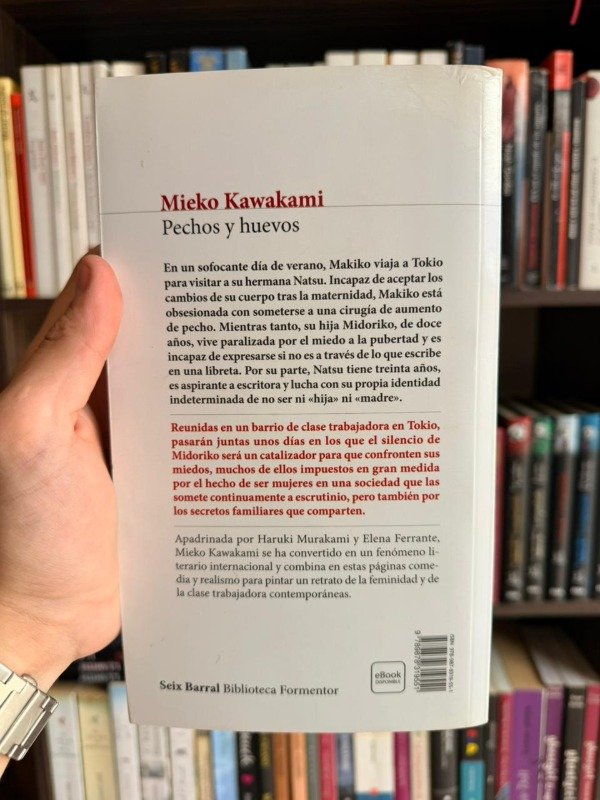 Mieko Kawakami
Pechos y huevos
En un sofocante día de verano, Makiko viaja a Tokio
para visitar a su hermana Natsu. Incapaz de aceptar los
cambios de su cuerpo tras la maternidad, Makiko está
obsesionada con someterse a una cirugía de aumento
de pecho. Mientras tanto, su hija Midoriko, de doce
años, vive paralizada por el miedo a la pubertad y es
incapaz de expresarse si no es a través de lo que escribe
en una libreta. Por su parte, Natsu tiene treinta años,
es aspirante a escritora y lucha con su propia identidad
indeterminada de no ser ni «hija» ni «madre».
Reunidas en un barrio de clase trabajadora en Tokio,
pasarán juntas unos días en los que el silencio de
Midoriko será un catalizador para que confronten sus
miedos, muchos de ellos impuestos en gran medida
por el hecho de ser mujeres en una sociedad que las
somete continuamente a escrutinio, pero también por
los secretos familiares que comparten.
Apadrinada por Haruki Murakami y Elena Ferrante,
Mieko Kawakami se ha convertido en un fenómeno li-
terario internacional y combina en estas páginas come-
dia y realismo para pintar un retrato de la feminidad y de
la clase trabajadora contemporáneas.
eBook
DISPONIBLE
Seix Barral Biblioteca Formentor